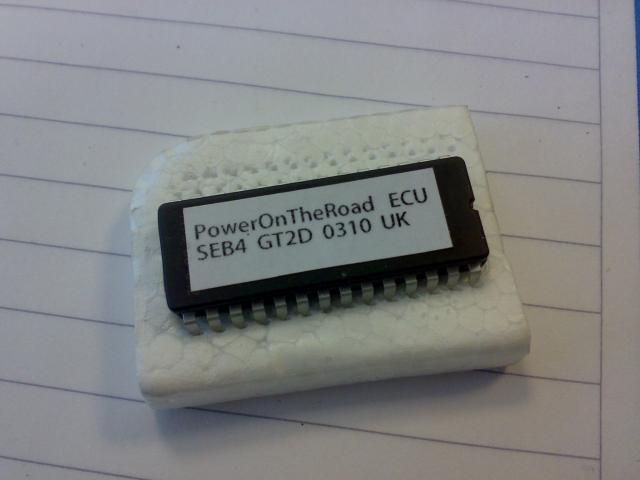 PowerOnTheRoad ECU
SEB4 GT2D 0310 UK